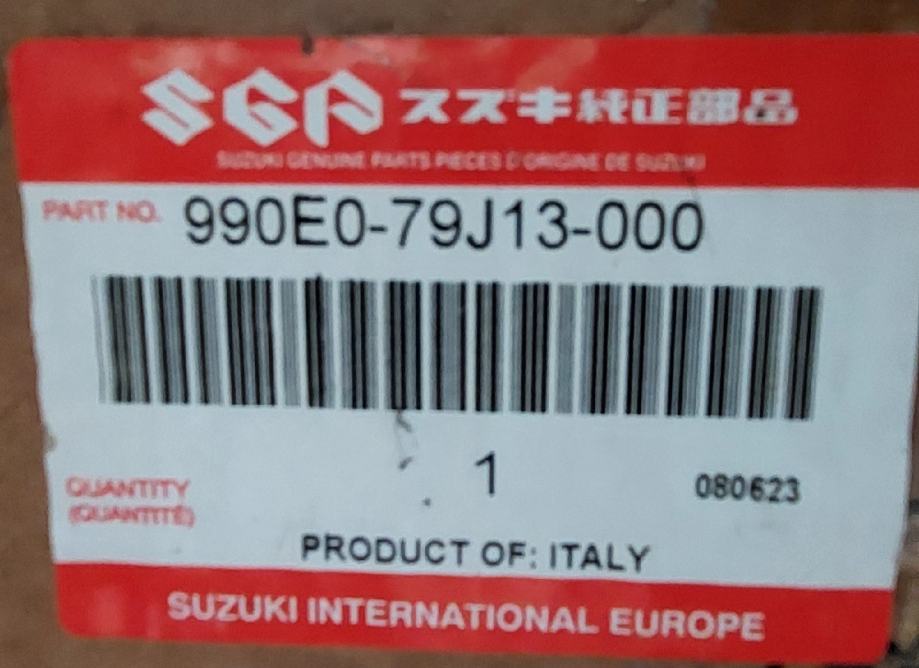 SGP スズキ純正部品
SUZUKI GENUINE PARTS PIECES D'ORIGINE DE SUZUKI
PART NO. 990E0-79J13-000
1
QUANTITY 080623
(QUANTITÉ)
PRODUCT OF: ITALY
SUZUKI INTERNATIONAL EUROPE